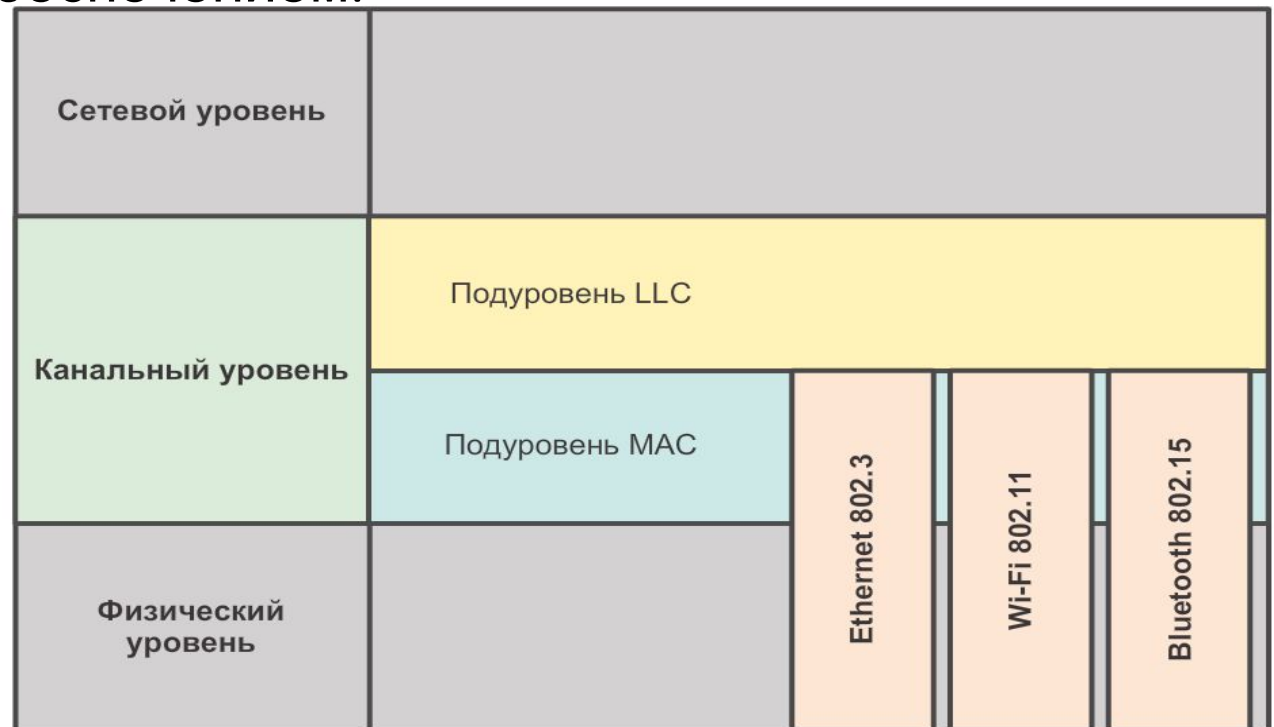 Сетевой уровень
Подуровень LLC
Канальный уровень
Подуровень MAC
Физический
уровень
Ethernet 802.3
Wi-Fi 802.11
Bluetooth 802.15